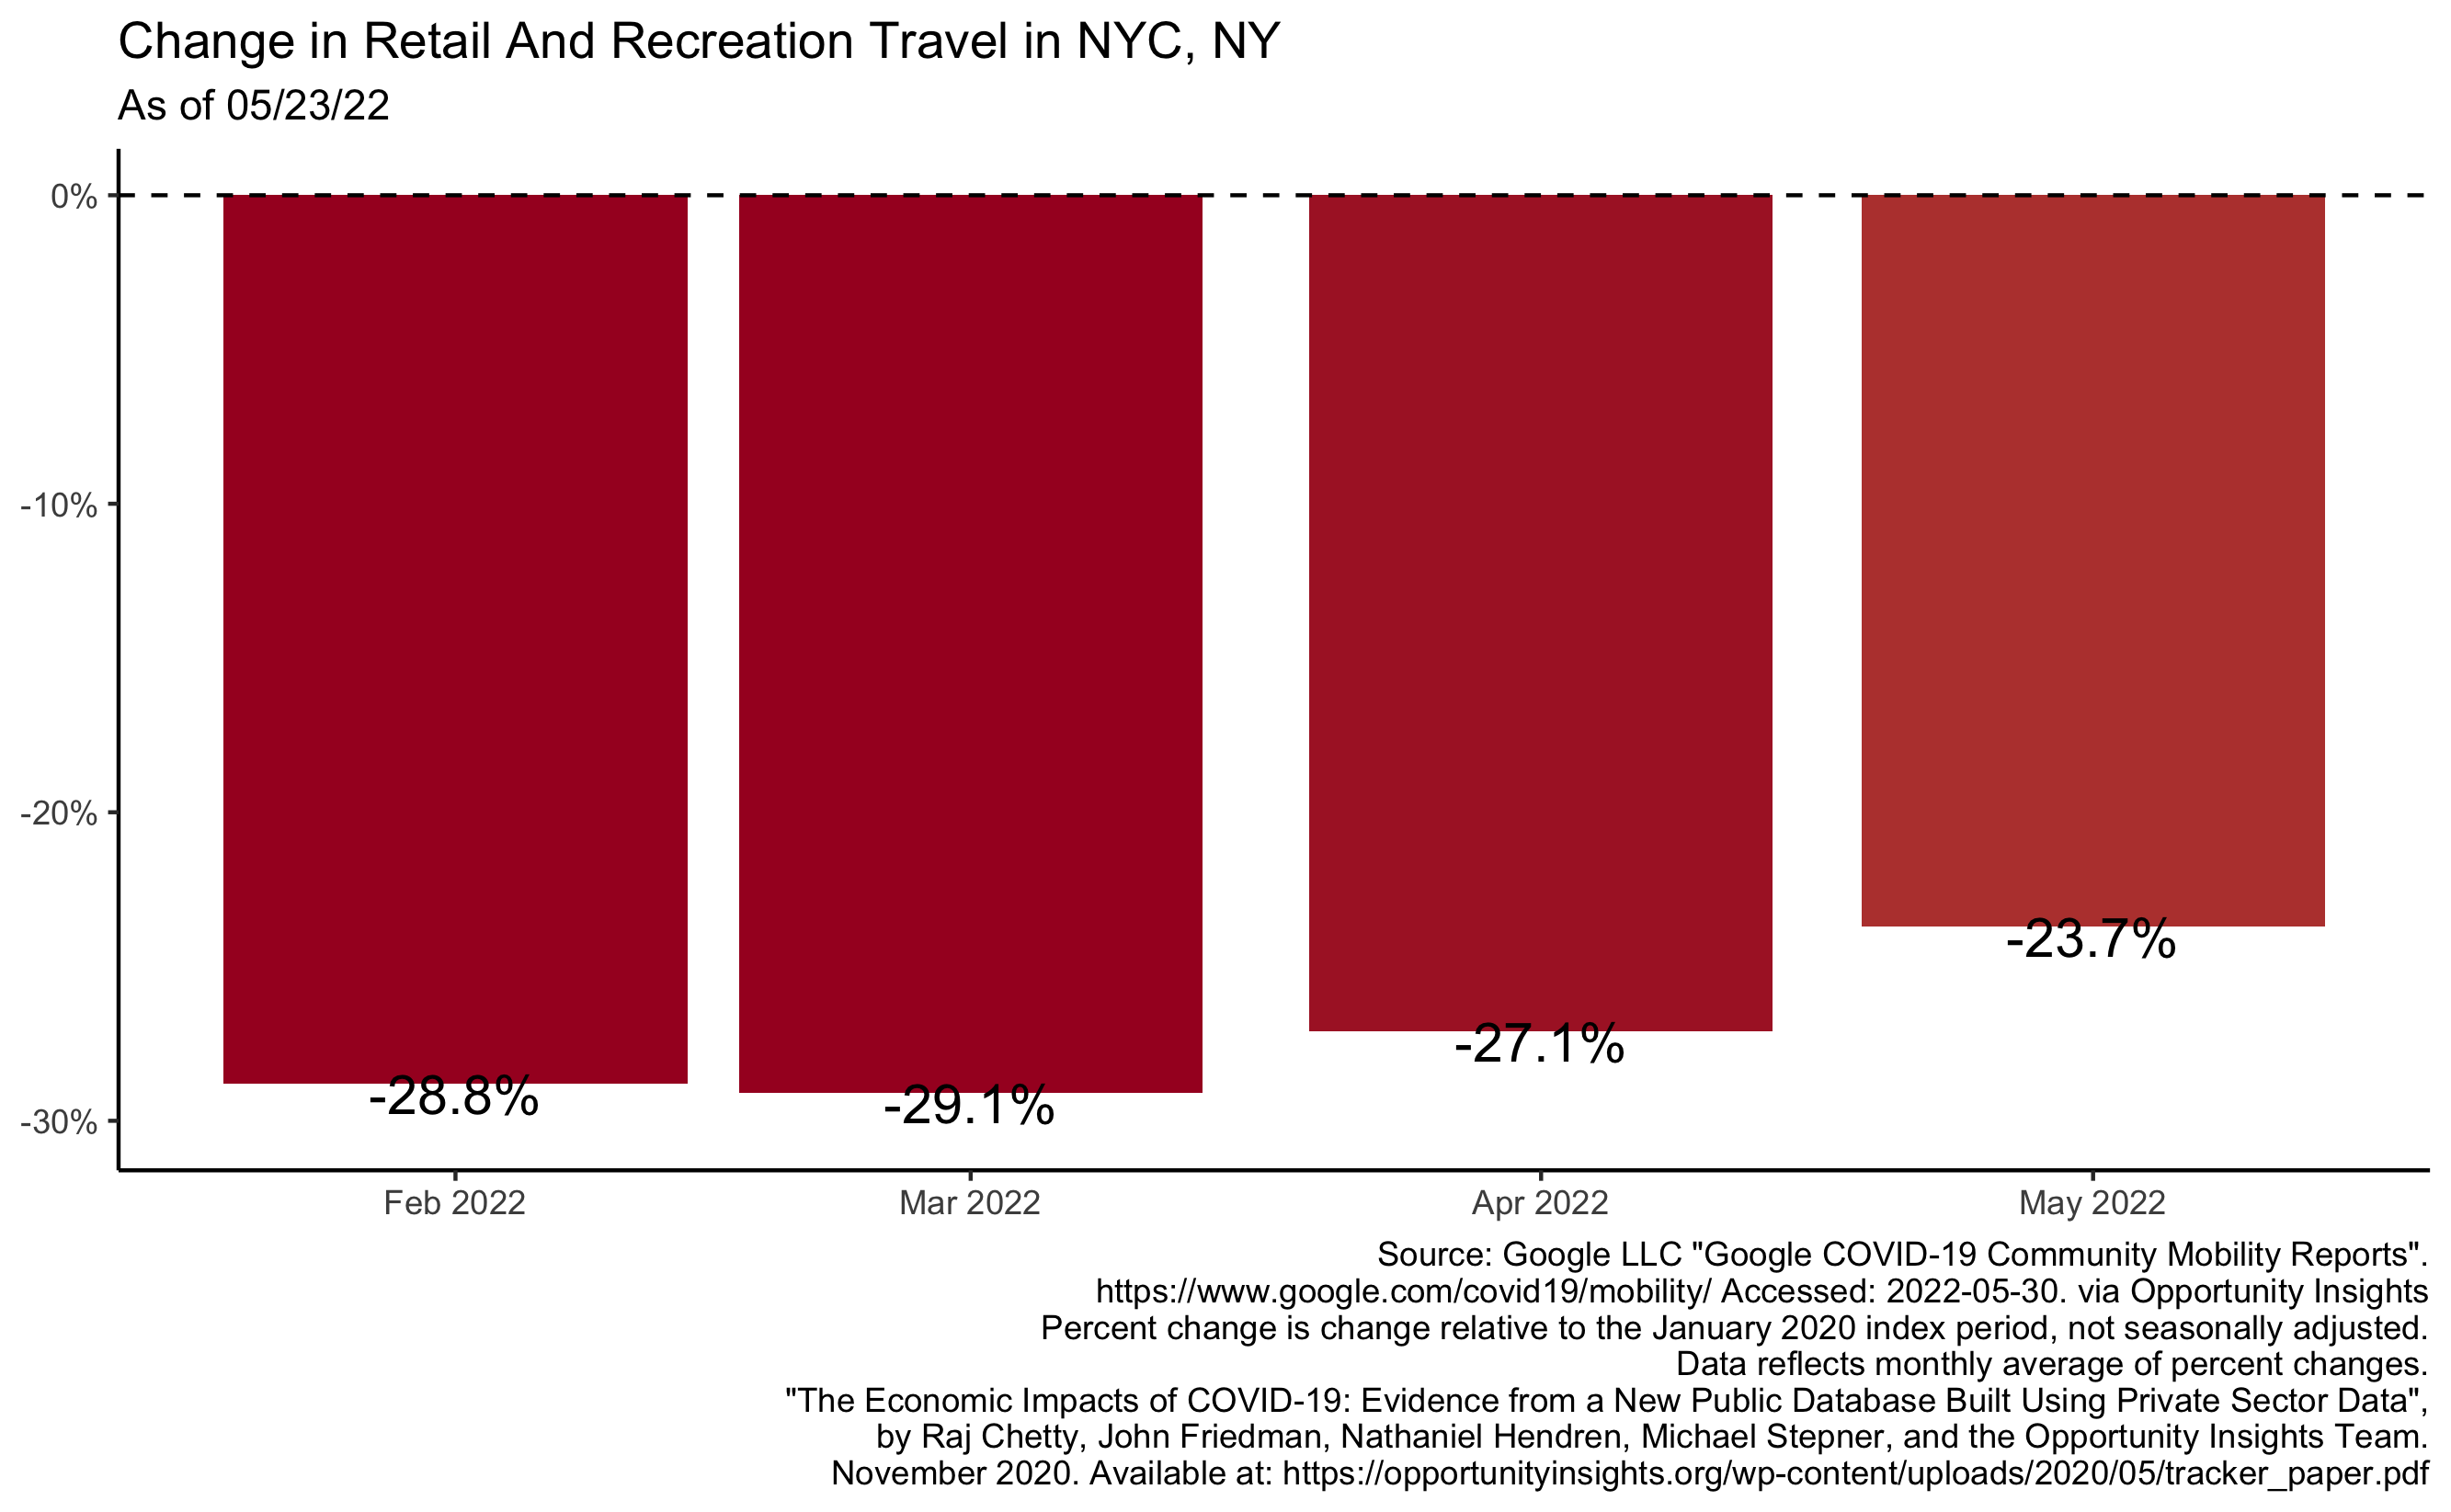 Change in Retail And Recreation Travel in NYC, NY
As of 05/23/22
0%
-10%
-20%
-30%
-28.8%
-29.1%
-27.1%
-23.7%
Feb 2022
Mar 2022
Apr 2022
May 2022
Source: Google LLC "Google COVID-19 Community Mobility Reports".
https://www.google.com/covid19/mobility/ Accessed: 2022-05-30. via Opportunity Insights
Percent change is change relative to the January 2020 index period, not seasonally adjusted.
Data reflects monthly average of percent changes.
"The Economic Impacts of COVID-19: Evidence from a New Public Database Built Using Private Sector Data",
by Raj Chetty, John Friedman, Nathaniel Hendren, Michael Stepner, and the Opportunity Insights Team.
November 2020. Available at: https://opportunityinsights.org/wp-content/uploads/2020/05/tracker_paper.pdf